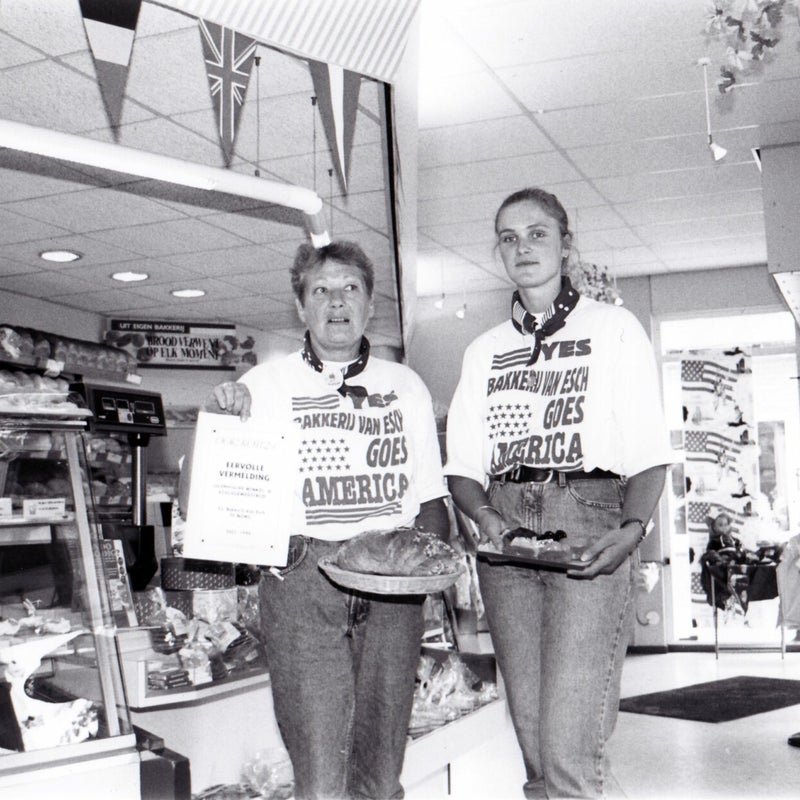 UIT EIGEN BAKKERIJ
BROOD VERWENT
OP ELK MOMENT
EERVOLLE
VERMELDING
YES
BAKKERIJ VAN ESCH
GOES
AMERICA
YES
BAKKERIJ VAN ESCH
GOES
AMERICA